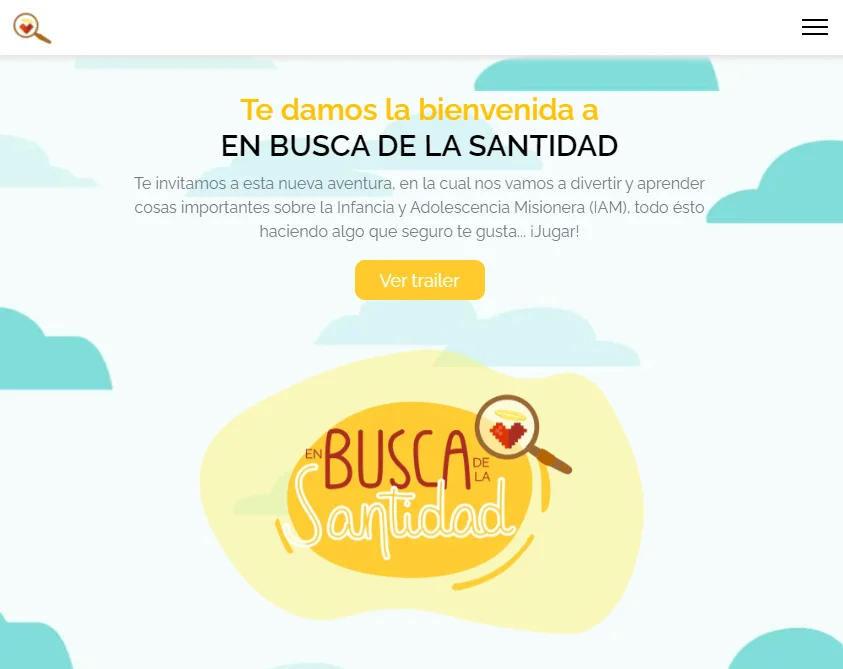 Te damos la bienvenida a
EN BUSCA DE LA SANTIDAD
Te invitamos a esta nueva aventura, en la cual nos vamos a divertir y aprender
cosas importantes sobre la Infancia y Adolescencia Misionera (IAM), todo ésto
haciendo algo que seguro te gusta... ¡Jugar!
Ver trailer
EN BUSCA DE LA
Santidad